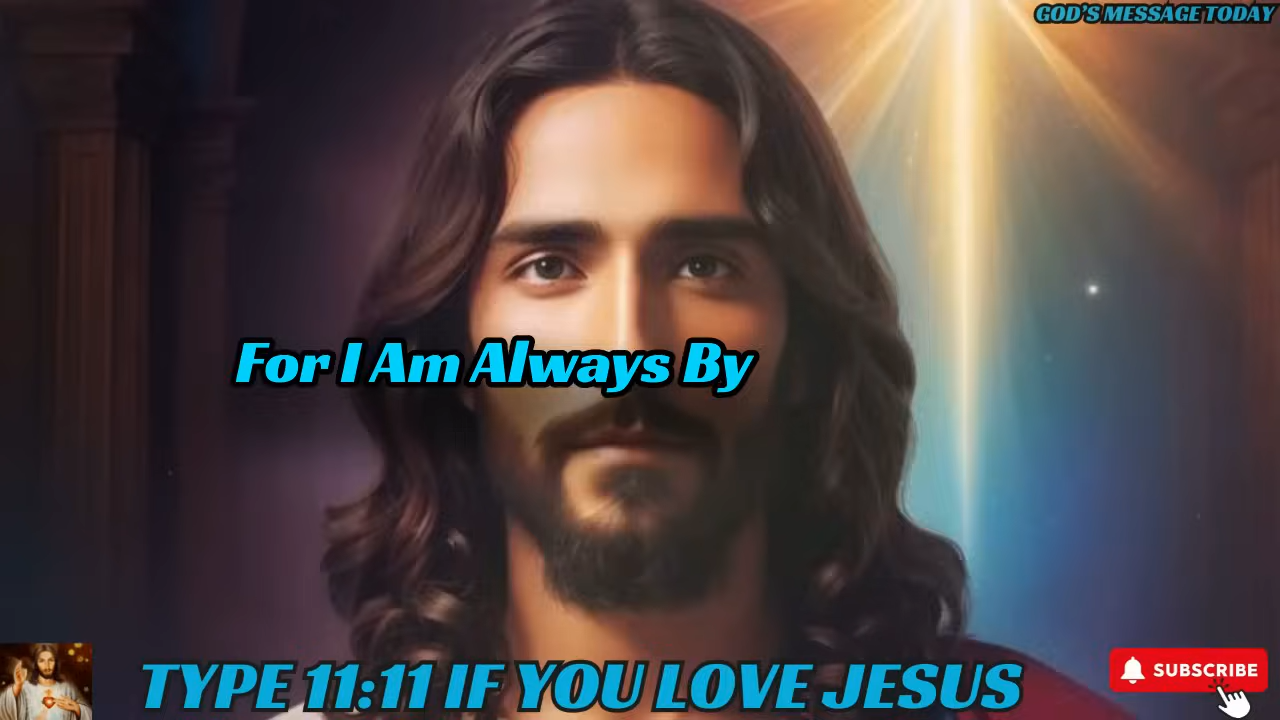 GOD'S MESSAGE TODAY
For I Am Always By
TYPE 11:11 IF YOU LOVE JESUS
SUBSCRIBE